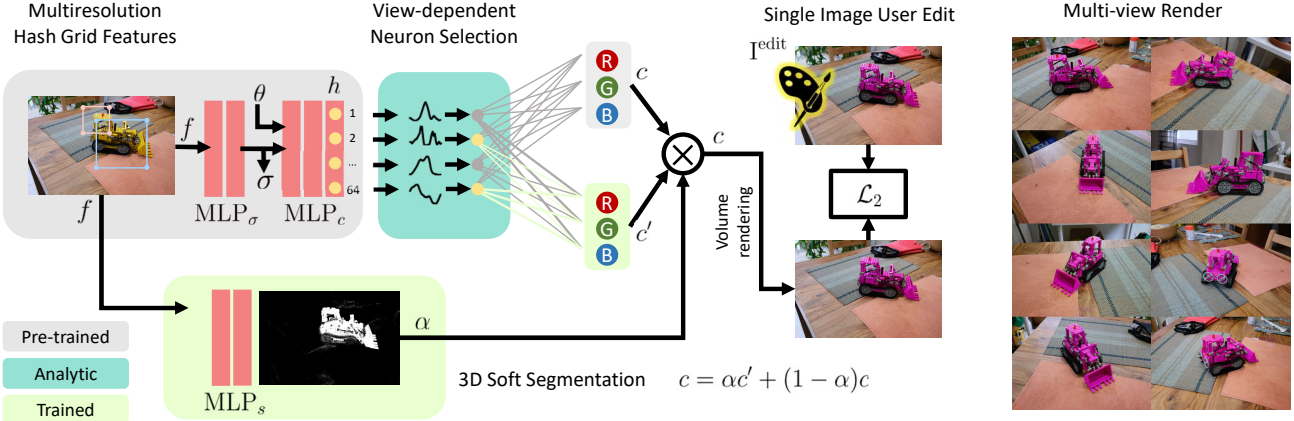 Multiresolution
Hash Grid Features
View-dependent
Neuron Selection
Single Image User Edit
Multi-view Render
I^edit
f
θ
h
1
2
...
64
σ
MLP_σ
MLP_c
R
G
B
c
R
G
B
c′
c
Volume
rendering
L_2
f
MLP_s
α
3D Soft Segmentation
c = αc′ + (1 − α)c
Pre-trained
Analytic
Trained